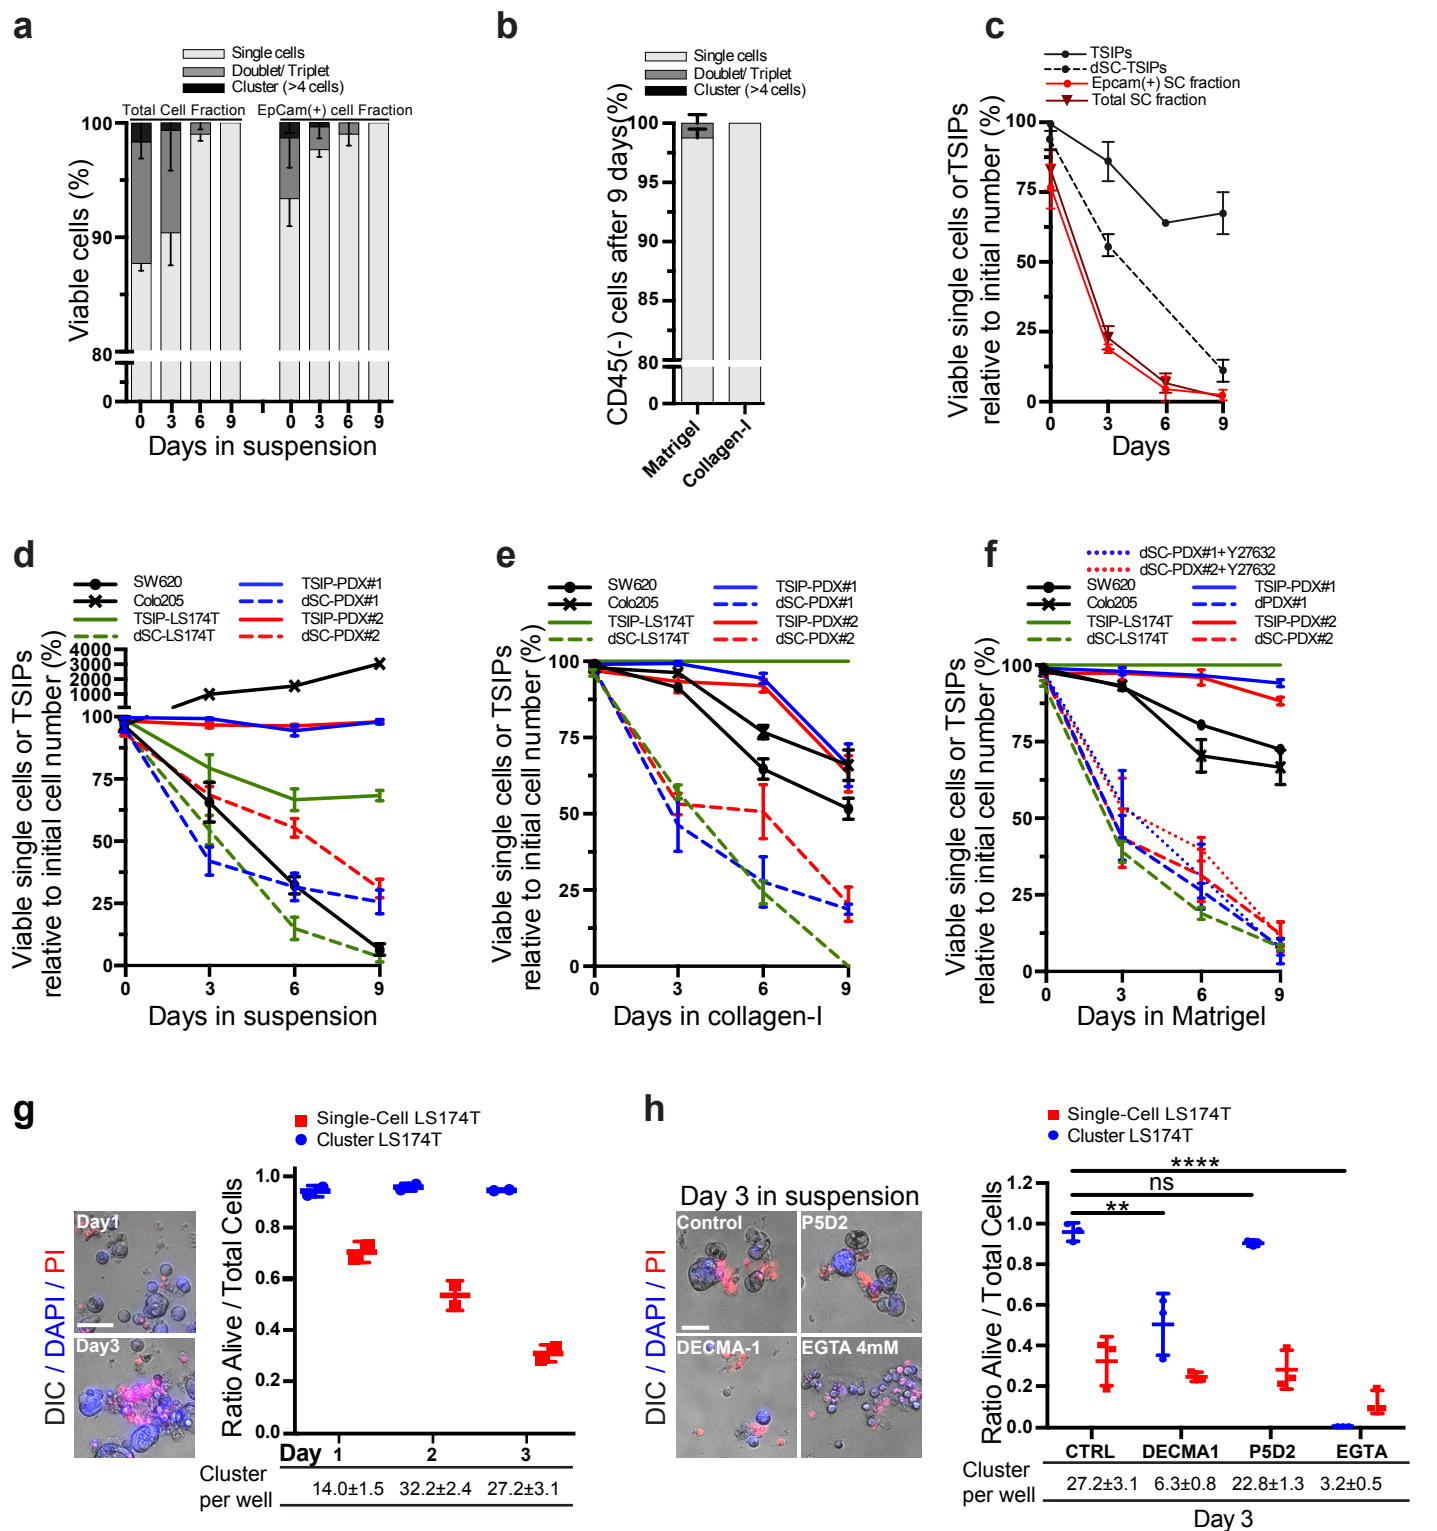 a
Single cells
Doublet/ Triplet
Cluster (>4 cells)
Total Cell Fraction
EpCam(+) cell Fraction
Viable cells (%)
100
90
80
0
0 3 6 9
0 3 6 9
Days in suspension
b
Single cells
Doublet/ Triplet
Cluster (>4 cells)
CD45(-) cells after 9 days(%)
100
95
90
85
80
0
Matrigel
Collagen-I
c
TSIPs
dSC-TSIPs
Epcam(+) SC fraction
Total SC fraction
Viable single cells orTSIPs
relative to initial number (%)
100
75
50
25
0
0 3 6 9
Days
d
SW620
Colo205
TSIP-LS174T
dSC-LS174T
TSIP-PDX#1
dSC-PDX#1
TSIP-PDX#2
dSC-PDX#2
Viable single cells or TSIPs
relative to initial cell number (%)
4000
3000
2000
1000
100
75
50
25
0
0 3 6 9
Days in suspension
e
SW620
Colo205
TSIP-LS174T
dSC-LS174T
TSIP-PDX#1
dSC-PDX#1
TSIP-PDX#2
dSC-PDX#2
Viable single cells or TSIPs
relative to initial cell number (%)
100
75
50
25
0
0 3 6 9
Days in collagen-I
f
dSC-PDX#1+Y27632
dSC-PDX#2+Y27632
SW620
Colo205
TSIP-LS174T
dSC-LS174T
TSIP-PDX#1
dPDX#1
TSIP-PDX#2
dSC-PDX#2
Viable single cells or TSIPs
relative to initial cell number (%)
100
75
50
25
0
0 3 6 9
Days in Matrigel
g
Single-Cell LS174T
Cluster LS174T
DIC / DAPI / PI
Day1
Day3
Ratio Alive / Total Cells
1.0
0.8
0.6
0.4
0.2
0.0
Day 1 2 3
Cluster
per well
14.0±1.5 32.2±2.4 27.2±3.1
h
Single-Cell LS174T
Cluster LS174T
Day 3 in suspension
DIC / DAPI / PI
Control
P5D2
DECMA-1
EGTA 4mM
****
ns
**
Ratio Alive / Total Cells
1.2
1.0
0.8
0.6
0.4
0.2
0.0
CTRL DECMA1 P5D2 EGTA
Cluster
per well
27.2±3.1 6.3±0.8 22.8±1.3 3.2±0.5
Day 3